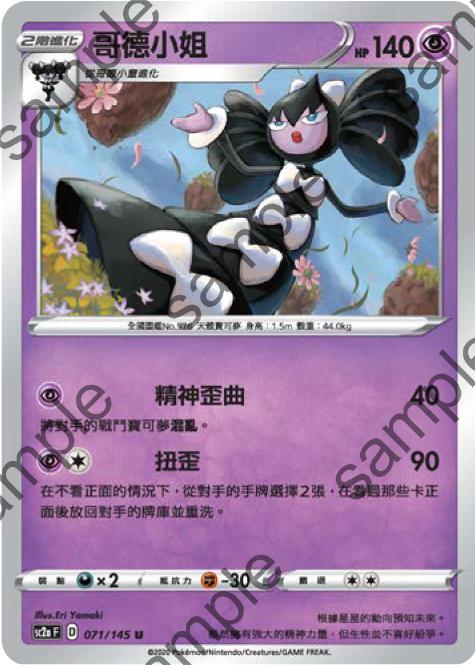 2階進化
哥德小姐
HP 140
從哥德小童進化
sample
sample
sample
sample
全國圖鑑No.576 天體寶可夢 身高：1.5m 體重：44.0kg
精神歪曲 40
將對手的戰鬥寶可夢混亂。
扭歪 90
在不看正面的情況下，從對手的手牌選擇2張，在看過那些卡正
面後放回對手的牌庫並重洗。
sample
sample
弱點 ×2 抵抗力 -30 撤退
Illus.Eri Yamaki
SC2a F D 071/145 U
根據星星的動向預知未來。
雖然擁有強大的精神力量，但生性並不喜好紛爭。
©2020 Pokémon/Nintendo/Creatures/GAME FREAK.